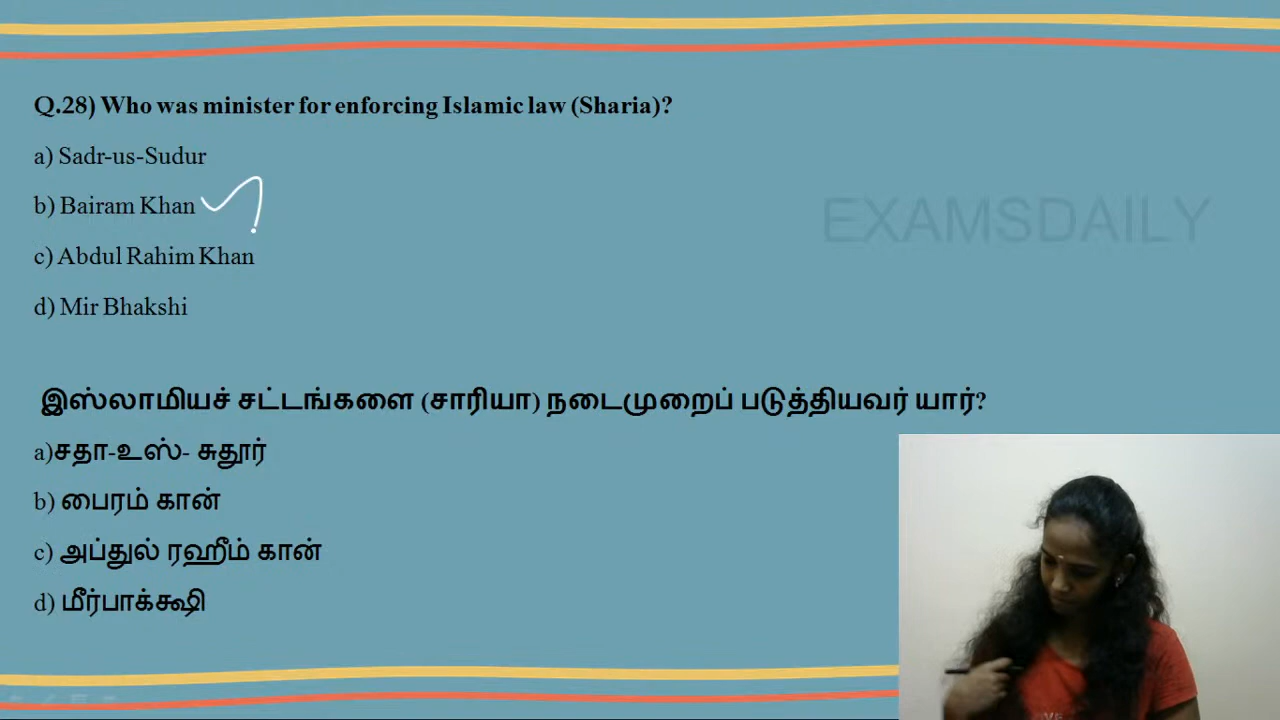 Q.28) Who was minister for enforcing Islamic law (Sharia)?
a) Sadr-us-Sudur
b) Bairam Khan
c) Abdul Rahim Khan
d) Mir Bhakshi
EXAMSDAILY
இஸ்லாமியச் சட்டங்களை (சாரியா) நடைமுறைப் படுத்தியவர் யார்?
a)சதா-உஸ்- சுதூர்
b) பைரம் கான்
c) அப்துல் ரஹீம் கான்
d) மீர்பாக்க்ஷி